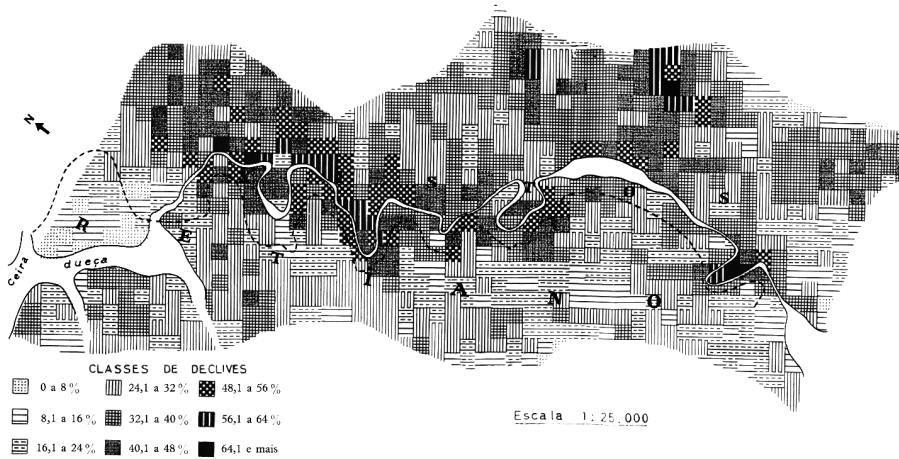 N
S T O S
R E T I A N O
Ceira
dueça
CLASSES DE DECLIVES
0 a 8 %
24,1 a 32 %
48,1 a 56 %
8,1 a 16 %
32,1 a 40 %
56,1 a 64 %
16,1 a 24 %
40,1 a 48 %
64,1 e mais
Escala 1:25.000